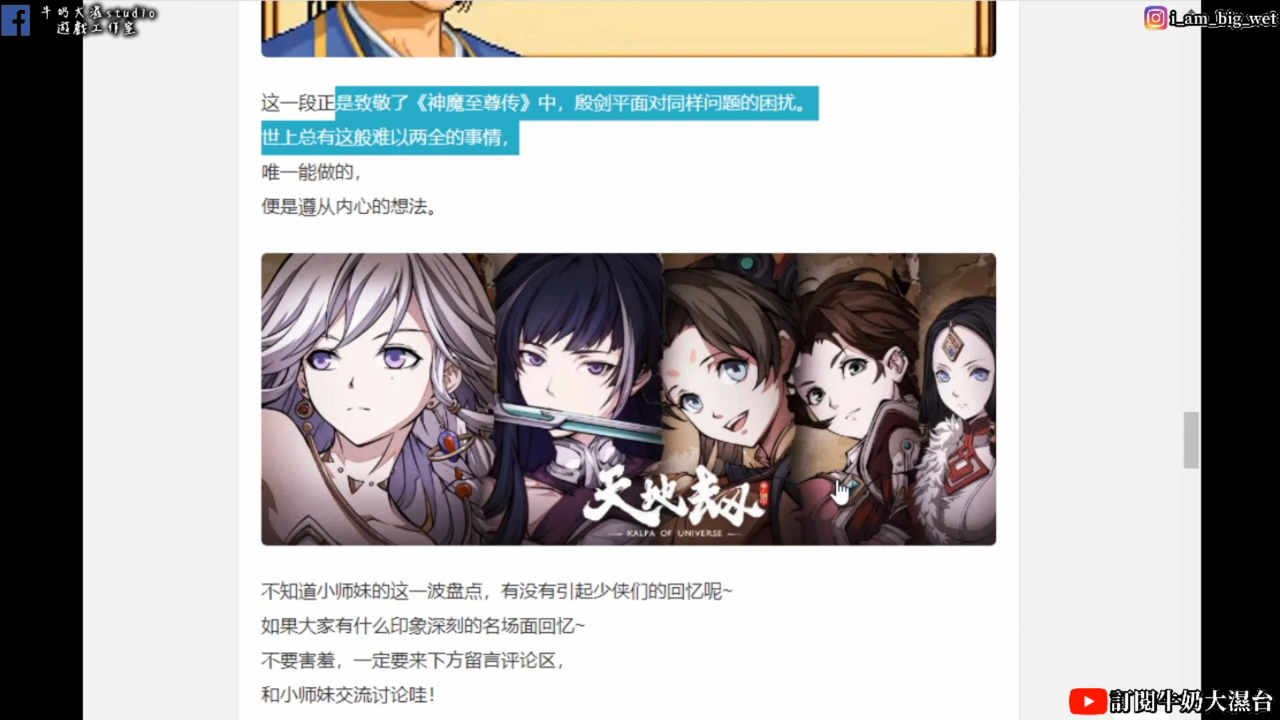 牛奶大濕studio
遊戲工作室
i_am_big_wet
这一段正是致敬了《神魔至尊传》中，殷剑平面对同样问题的困扰。
世上总有这般难以两全的事情，
唯一能做的，
便是遵从内心的想法。
天地劫
KALPA OF UNIVERSE
不知道小师妹的这一波盘点，有没有引起少侠们的回忆呢~
如果大家有什么印象深刻的名场面回忆~
不要害羞，一定要来下方留言评论区，
和小师妹交流讨论哇！
訂閱牛奶大濕台